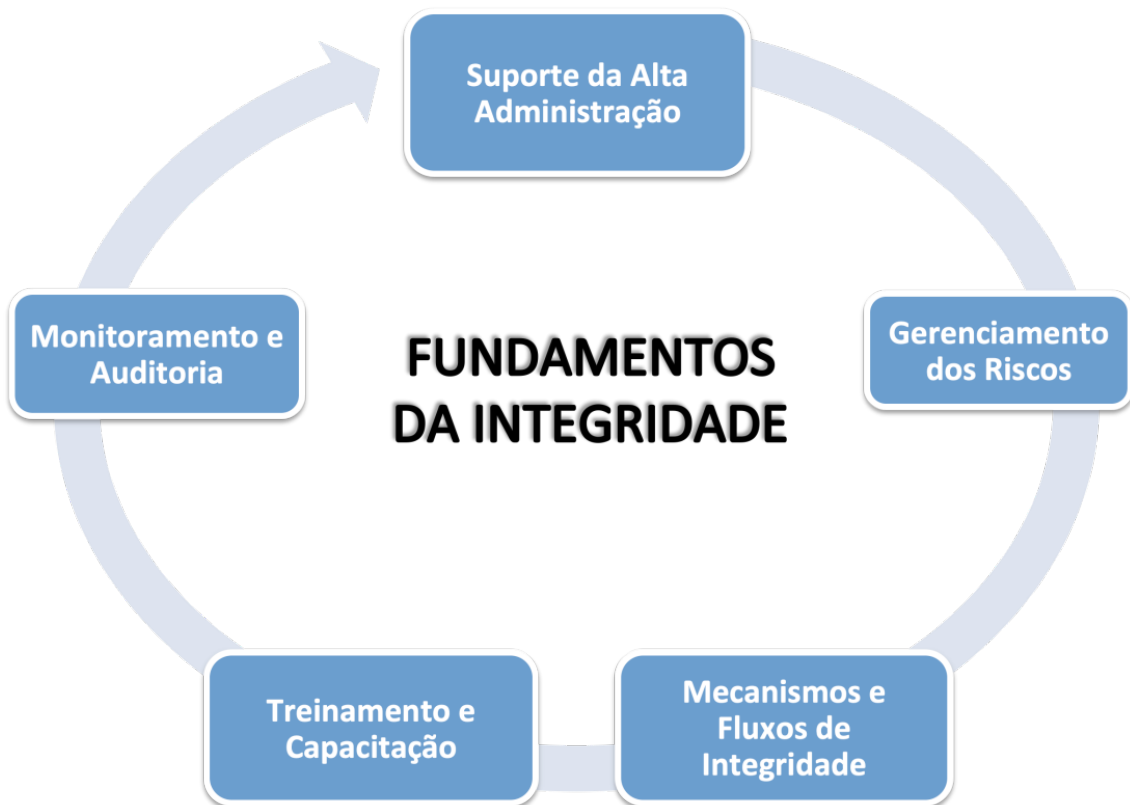 Suporte da Alta
Administração
Monitoramento e
Auditoria
FUNDAMENTOS
DA INTEGRIDADE
Gerenciamento
dos Riscos
Treinamento e
Capacitação
Mecanismos e
Fluxos de
Integridade